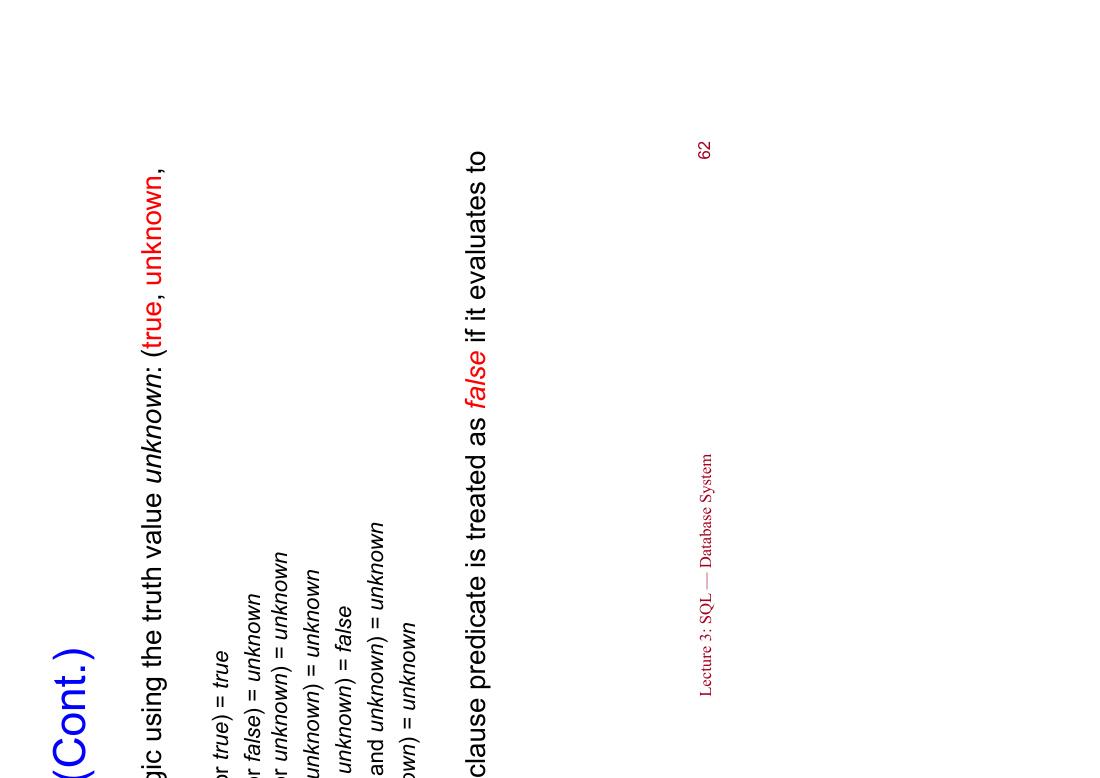 (Cont.)
gic using the truth value unknown: (true, unknown,
or true) = true
or false) = unknown
or unknown) = unknown
unknown) = unknown
unknown) = false
and unknown) = unknown
own) = unknown
clause predicate is treated as false if it evaluates to
Lecture 3: SQL — Database System
62